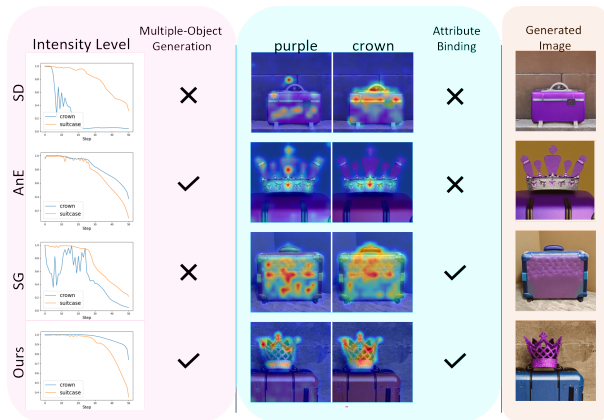 Intensity Level
Multiple-Object
Generation
purple
crown
Attribute
Binding
Generated
Image
SD
crown
suitcase
Step
AnE
crown
suitcase
Step
SG
crown
suitcase
Step
Ours
crown
suitcase
Step